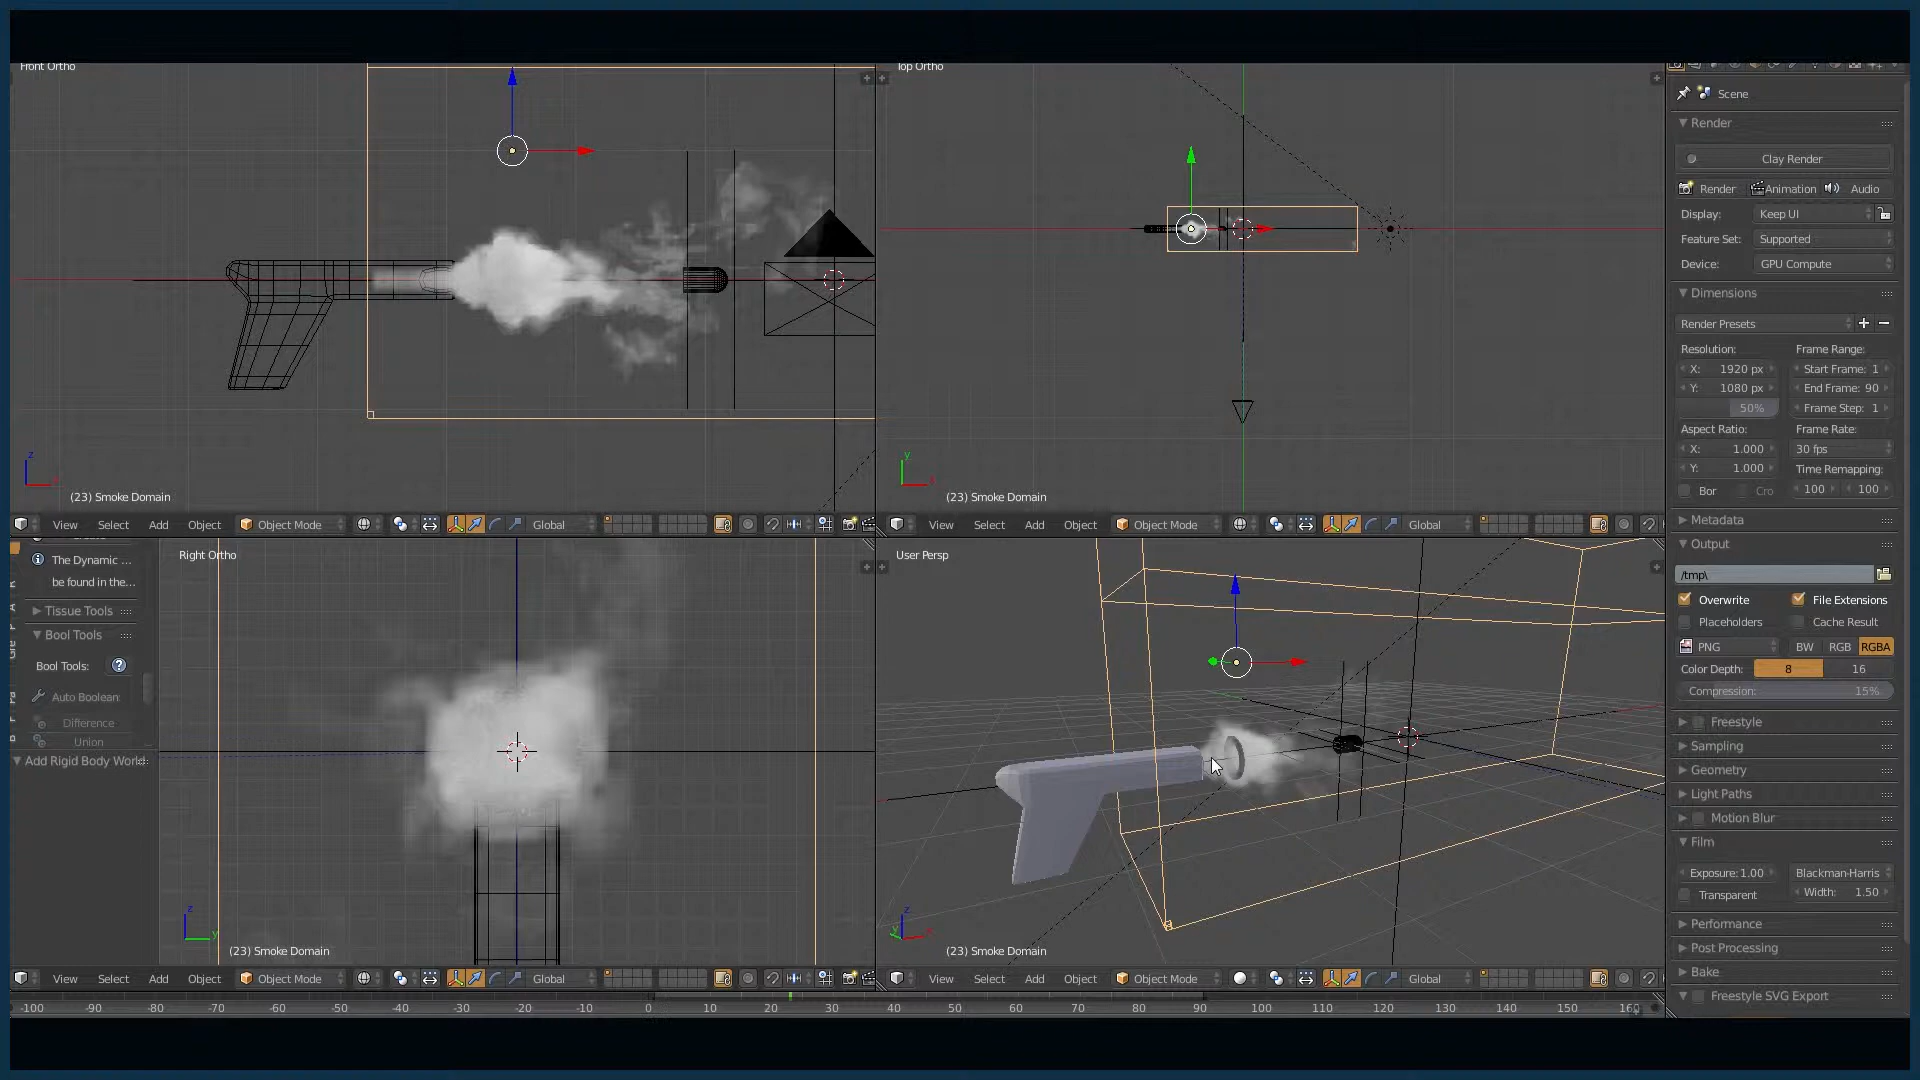 Front Ortho
Top Ortho
(23) Smoke Domain
(23) Smoke Domain
View Select Add Object Object Mode Global
View Select Add Object Object Mode Global
The Dynamic ...
be found in the...
Tissue Tools
Bool Tools
Bool Tools:
Auto Boolean
Difference
Union
Add Rigid Body World
Right Ortho
User Persp
(23) Smoke Domain
(23) Smoke Domain
View Select Add Object Object Mode Global
View Select Add Object Object Mode Global
-100 -90 -80 -70 -60 -50 -40 -30 -20 -10 0 10 20 30 40 50 60 70 80 90 100 110 120 130 140 150 160
Scene
Render
Clay Render
Render Animation Audio
Display: Keep UI
Feature Set: Supported
Device: GPU Compute
Dimensions
Render Presets
Resolution: Frame Range:
X: 1920 px Start Frame: 1
Y: 1080 px End Frame: 90
50% Frame Step: 1
Aspect Ratio: Frame Rate:
X: 1.000 30 fps
Y: 1.000 Time Remapping:
Bor Cro 100 100
Metadata
Output
/tmp\
Overwrite File Extensions
Placeholders Cache Result
PNG BW RGB RGBA
Color Depth: 8 16
Compression: 15%
Freestyle
Sampling
Geometry
Light Paths
Motion Blur
Film
Exposure: 1.00 Blackman-Harris
Transparent Width: 1.50
Performance
Post Processing
Bake
Freestyle SVG Export